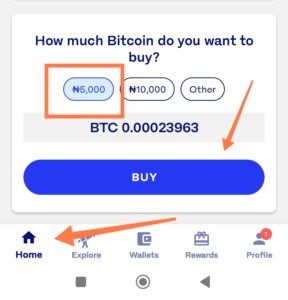 How much Bitcoin do you want to
buy?
₦5,000 ₦10,000 Other
BTC 0.00023963
BUY
1
Home Explore Wallets Rewards Profile